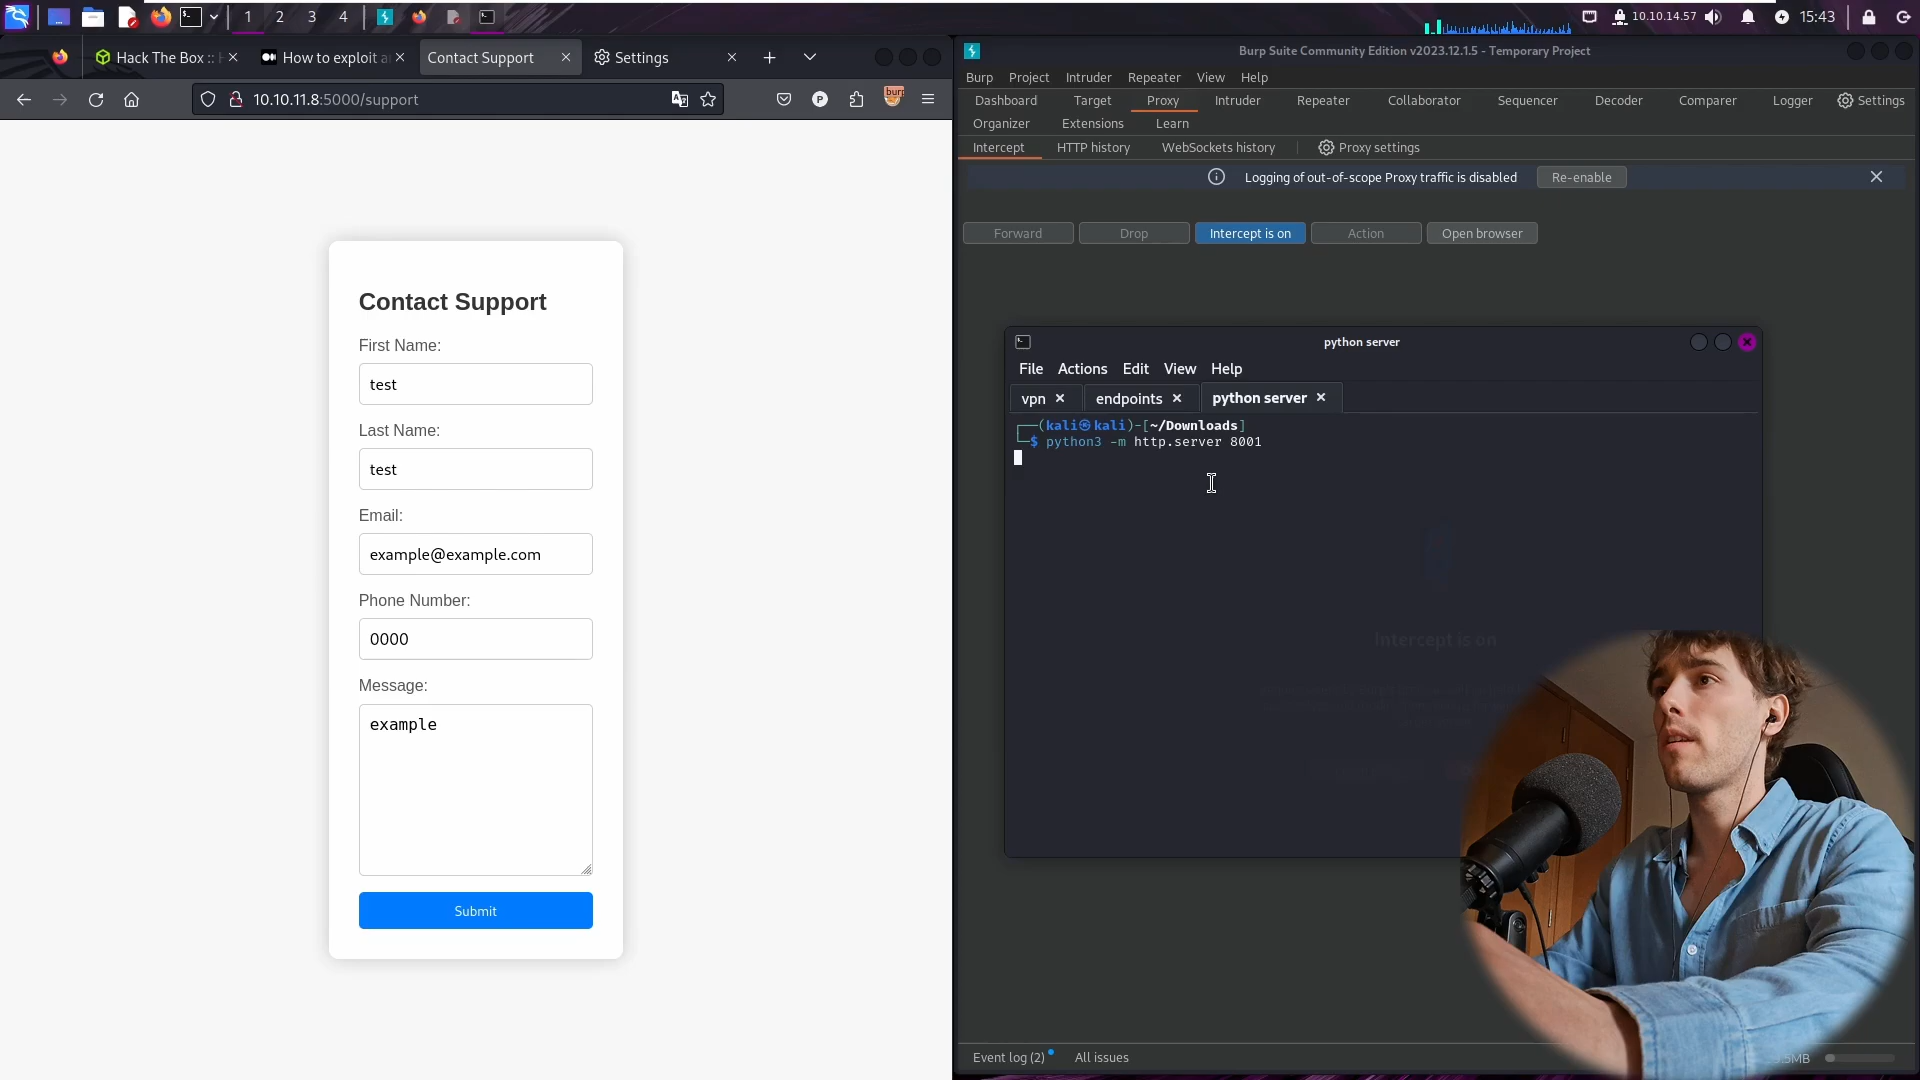 1 2 3 4
10.10.14.57 15:43
Hack The Box ::
How to exploit a
Contact Support
Settings
10.10.11.8:5000/support
burp
Contact Support
First Name:
test
Last Name:
test
Email:
example@example.com
Phone Number:
0000
Message:
example
Submit
Burp Suite Community Edition v2023.12.1.5 - Temporary Project
Burp Project Intruder Repeater View Help
Dashboard Target Proxy Intruder Repeater Collaborator Sequencer Decoder Comparer Logger Settings
Organizer Extensions Learn
Intercept HTTP history WebSockets history Proxy settings
Logging of out-of-scope Proxy traffic is disabled Re-enable
Forward Drop Intercept is on Action Open browser
python server
File Actions Edit View Help
vpn endpoints python server
(kali㉿kali)-[~/Downloads]
$ python3 -m http.server 8001
Intercept is on
Event log (2) All issues